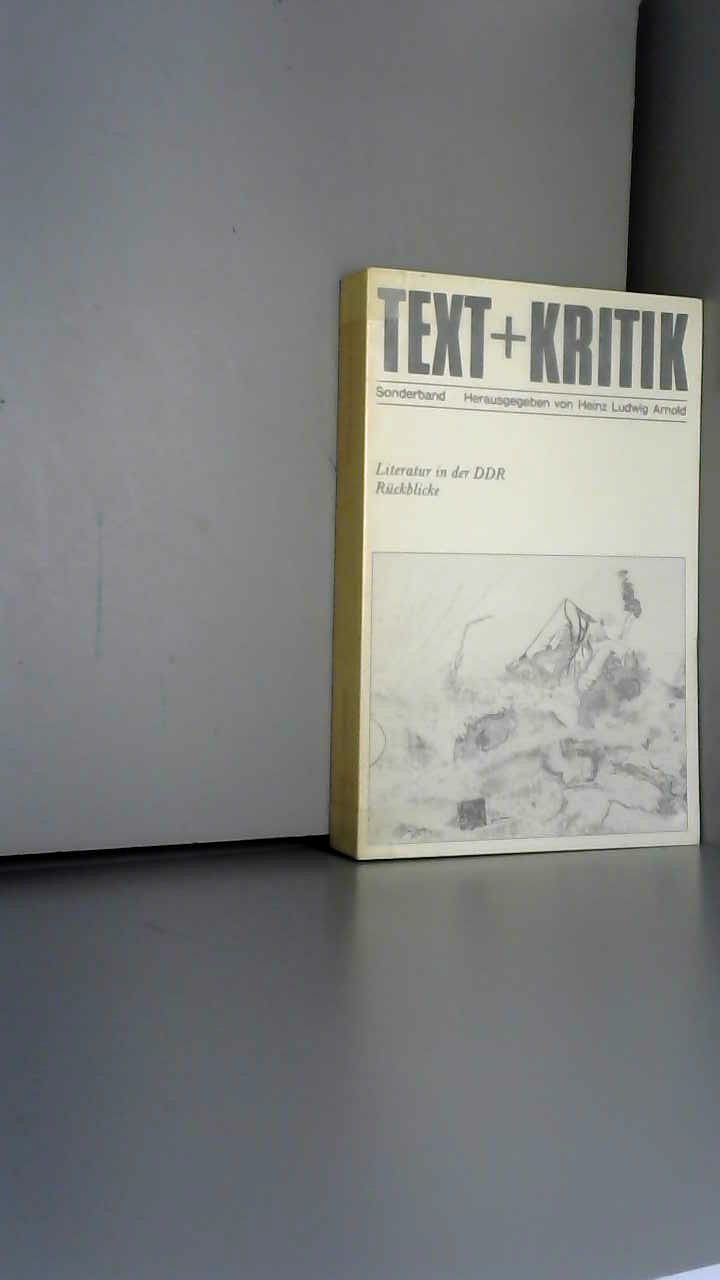 TEXT+KRITIK
Sonderband Herausgegeben von Heinz Ludwig Arnold
Literatur in der DDR
Rückblicke